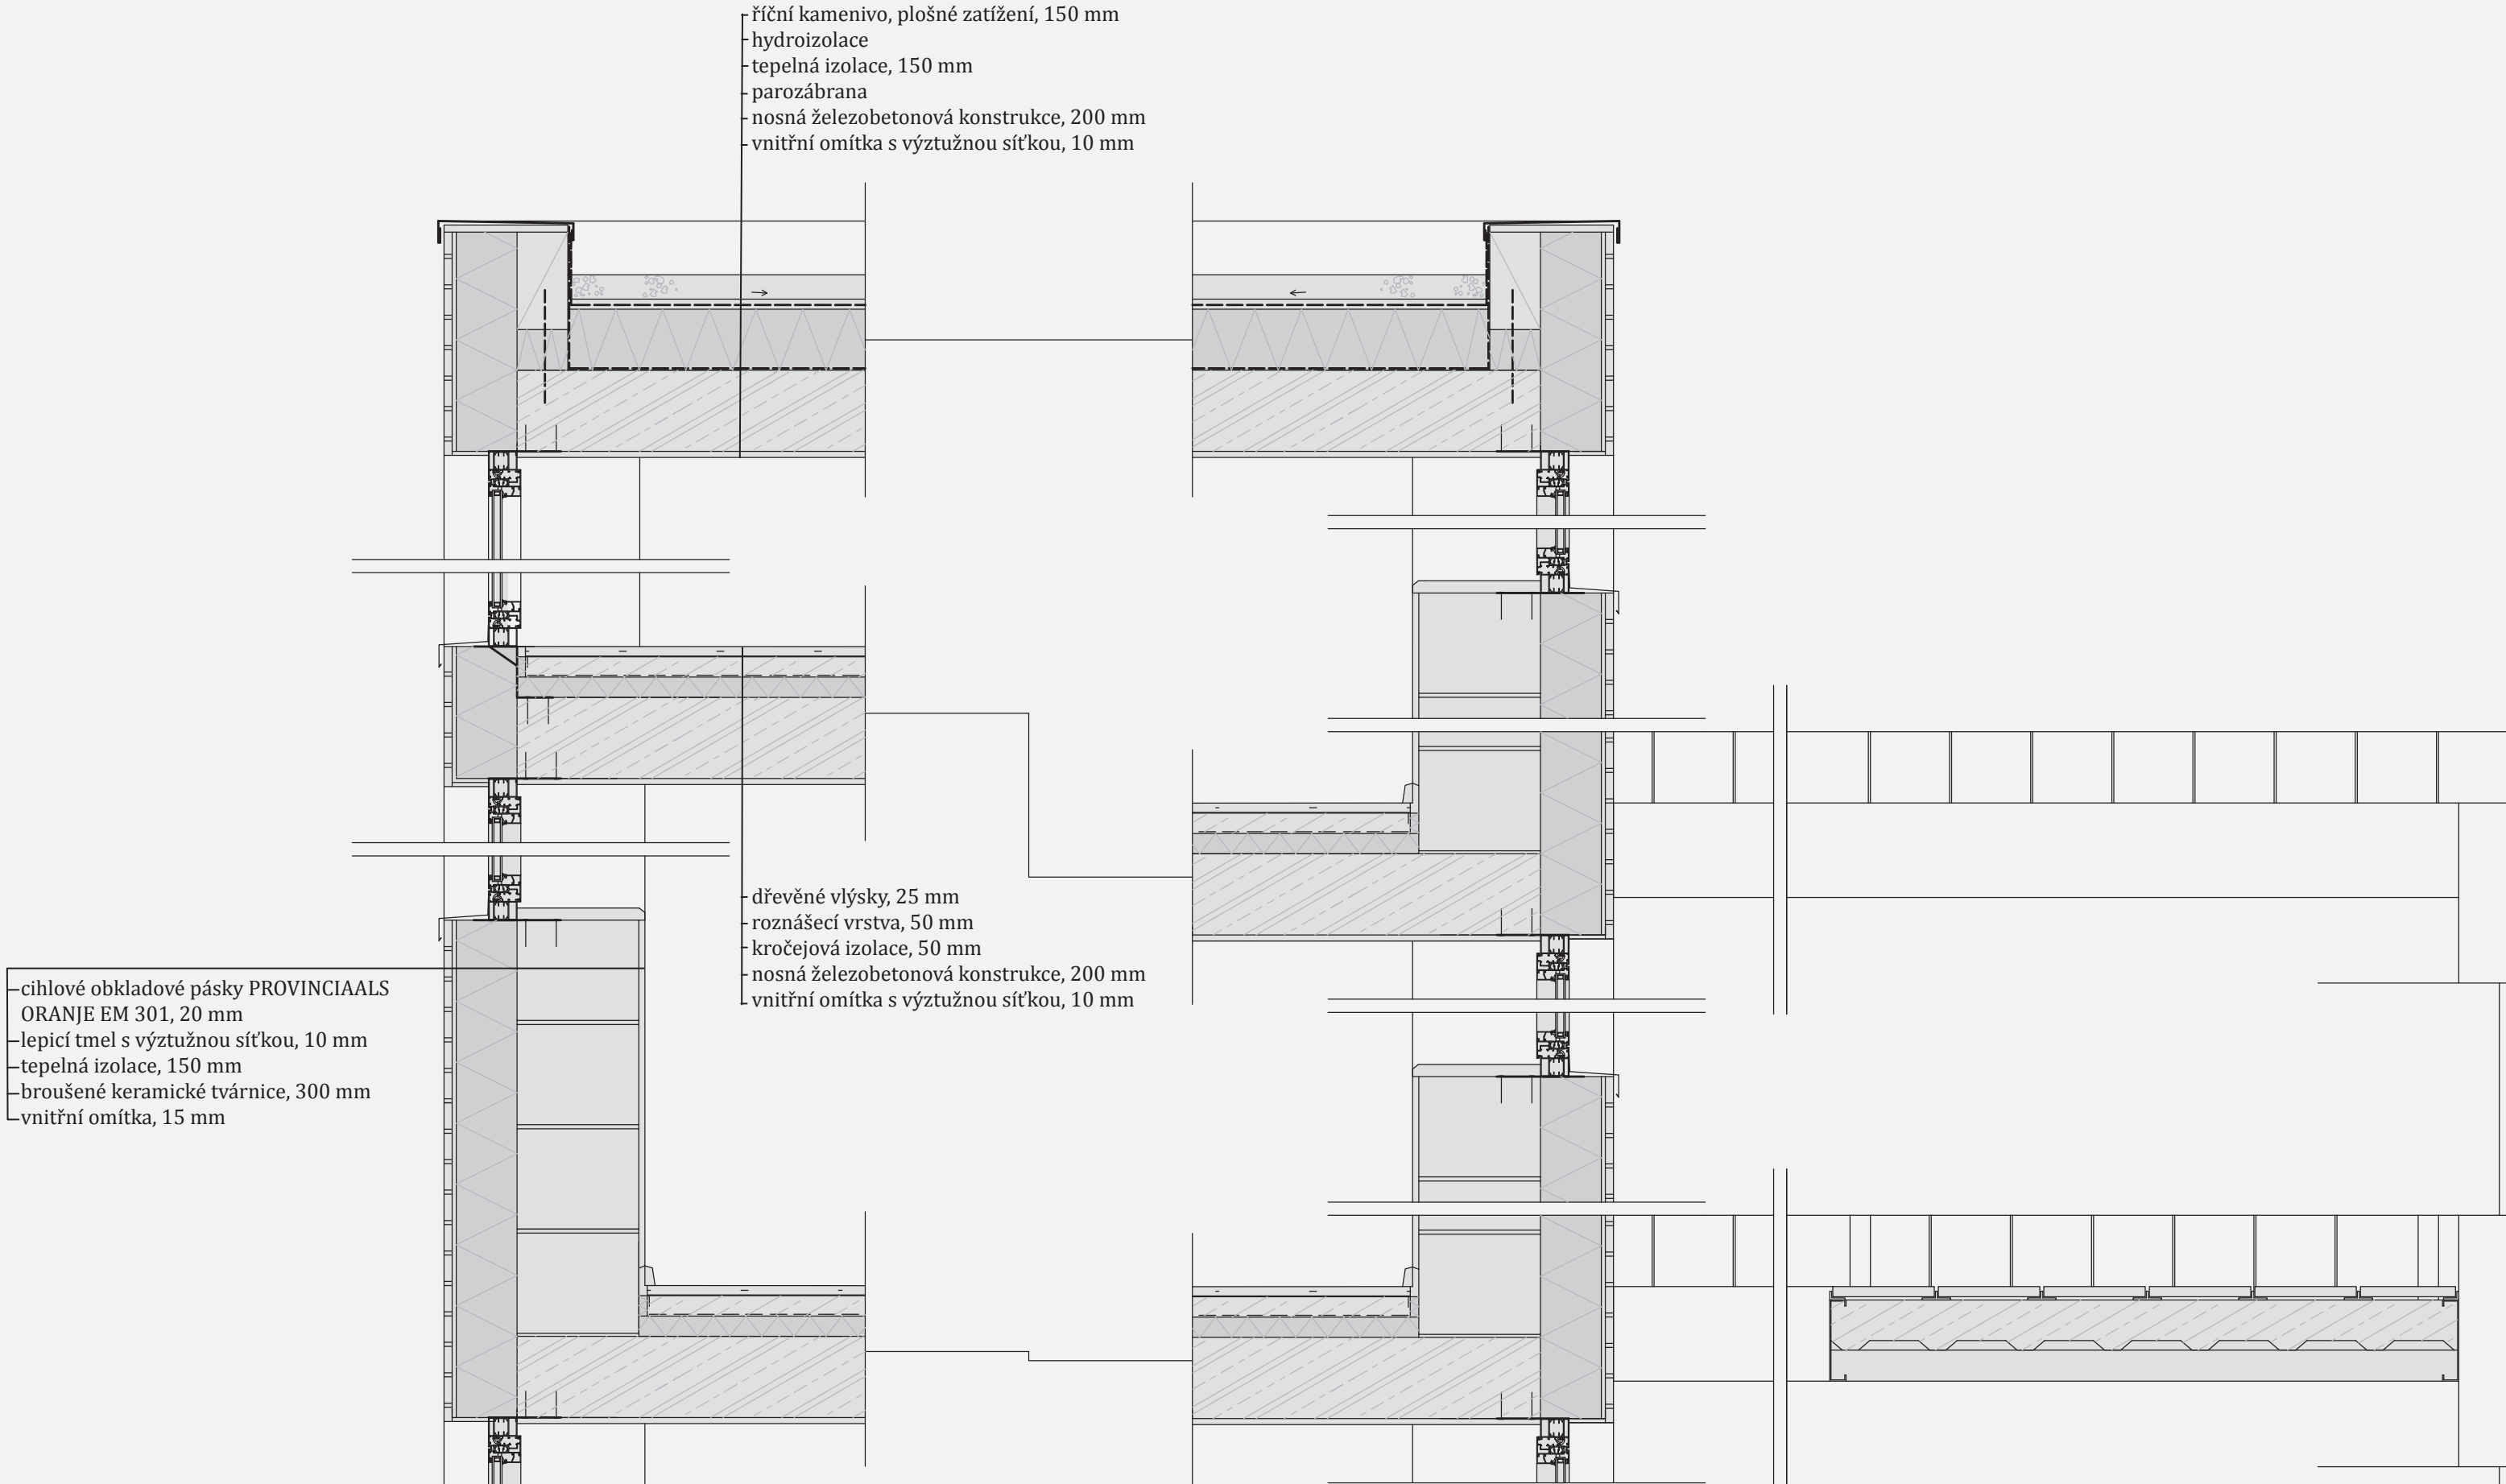 říční kamenivo, plošné zatížení, 150 mm
hydroizolace
tepelná izolace, 150 mm
parozábrana
nosná železobetonová konstrukce, 200 mm
vnitřní omítka s výztužnou síťkou, 10 mm
dřevěné vlýsky, 25 mm
roznášecí vrstva, 50 mm
kročejová izolace, 50 mm
nosná železobetonová konstrukce, 200 mm
vnitřní omítka s výztužnou síťkou, 10 mm
cihlové obkladové pásky PROVINCIAALS
ORANJE EM 301, 20 mm
lepicí tmel s výztužnou síťkou, 10 mm
tepelná izolace, 150 mm
broušené keramické tvárnice, 300 mm
vnitřní omítka, 15 mm